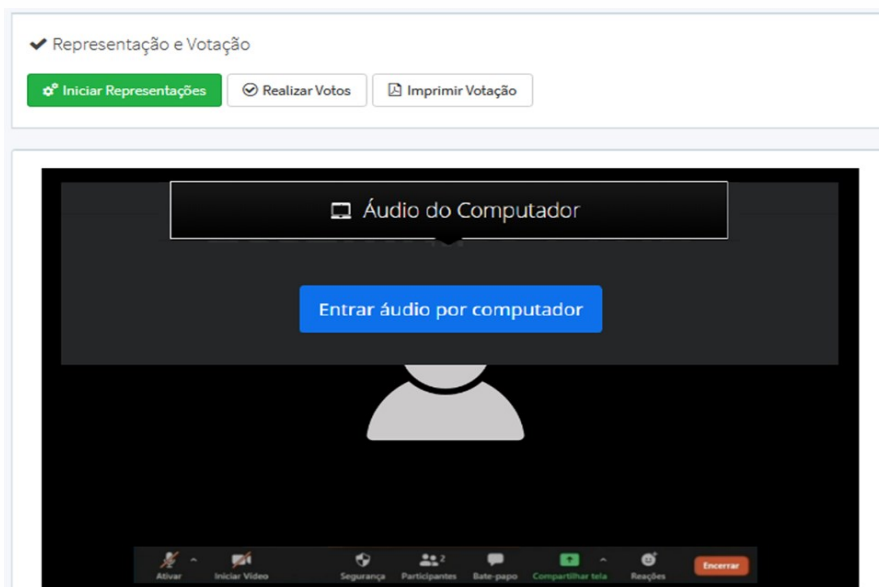 Representação e Votação
Iniciar Representações
Realizar Votos
Imprimir Votação
Áudio do Computador
Entrar áudio por computador
Ativar
Iniciar Vídeo
Segurança
Participantes
2
Bate-papo
Compartilhar tela
Reações
Encerrar